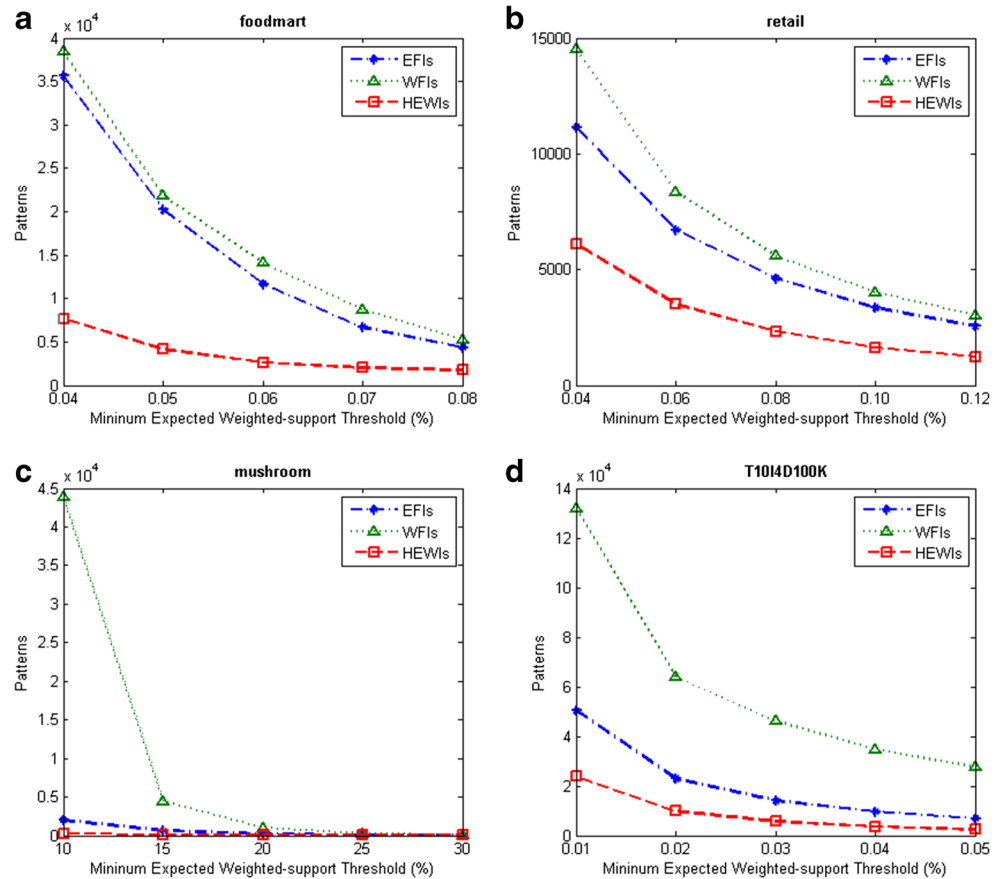 a
foodmart
x 10⁴
4
3.5
3
2.5
2
1.5
1
0.5
0
0.04
0.05
0.06
0.07
0.08
Patterns
Mininum Expected Weighted-support Threshold (%)
EFIs
WFIs
HEWIs
b
retail
15000
10000
5000
0
0.04
0.06
0.08
0.10
0.12
Patterns
Mininum Expected Weighted-support Threshold (%)
EFIs
WFIs
HEWIs
c
mushroom
x 10⁴
4.5
4
3.5
3
2.5
2
1.5
1
0.5
0
10
15
20
25
30
Patterns
Mininum Expected Weighted-support Threshold (%)
EFIs
WFIs
HEWIs
d
T10I4D100K
x 10⁴
14
12
10
8
6
4
2
0
0.01
0.02
0.03
0.04
0.05
Patterns
Mininum Expected Weighted-support Threshold (%)
EFIs
WFIs
HEWIs